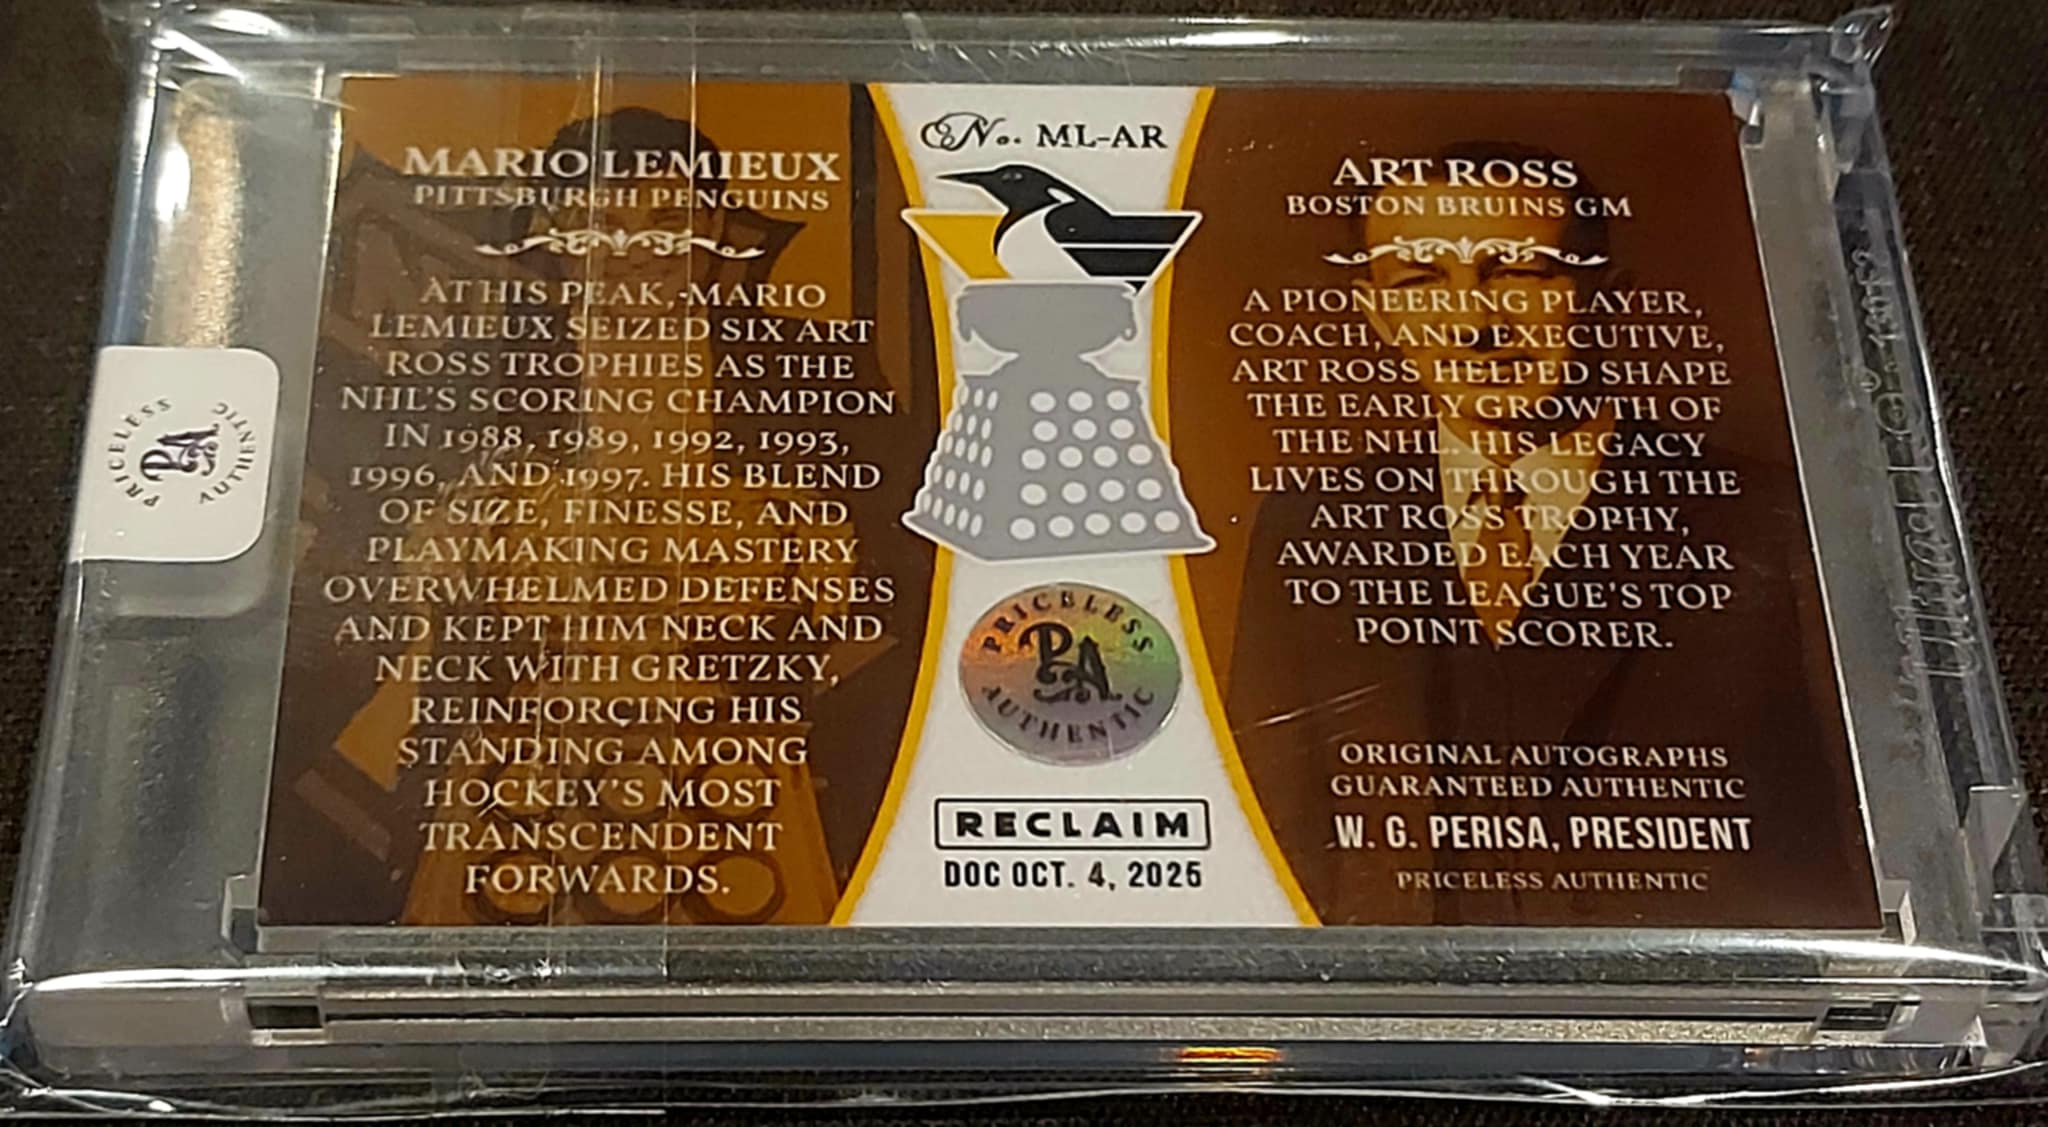 MARIO LEMIEUX
PITTSBURGH PENGUINS
AT HIS PEAK, MARIO
LEMIEUX SEIZED SIX ART
ROSS TROPHIES AS THE
NHL'S SCORING CHAMPION
IN 1988, 1989, 1992, 1993,
1996, AND 1997. HIS BLEND
OF SIZE, FINESSE, AND
PLAYMAKING MASTERY
OVERWHELMED DEFENSES
AND KEPT HIM NECK AND
NECK WITH GRETZKY,
REINFORCING HIS
STANDING AMONG
HOCKEY'S MOST
TRANSCENDENT
FORWARDS.
No. ML-AR
PRICELESS
PA
AUTHENTIC
RECLAIM
DOC OCT. 4, 2025
ART ROSS
BOSTON BRUINS GM
A PIONEERING PLAYER,
COACH, AND EXECUTIVE,
ART ROSS HELPED SHAPE
THE EARLY GROWTH OF
THE NHL. HIS LEGACY
LIVES ON THROUGH THE
ART ROSS TROPHY,
AWARDED EACH YEAR
TO THE LEAGUE'S TOP
POINT SCORER.
ORIGINAL AUTOGRAPHS
GUARANTEED AUTHENTIC
W. G. PERISA, PRESIDENT
PRICELESS AUTHENTIC
PRICELESS
PA
AUTHENTIC